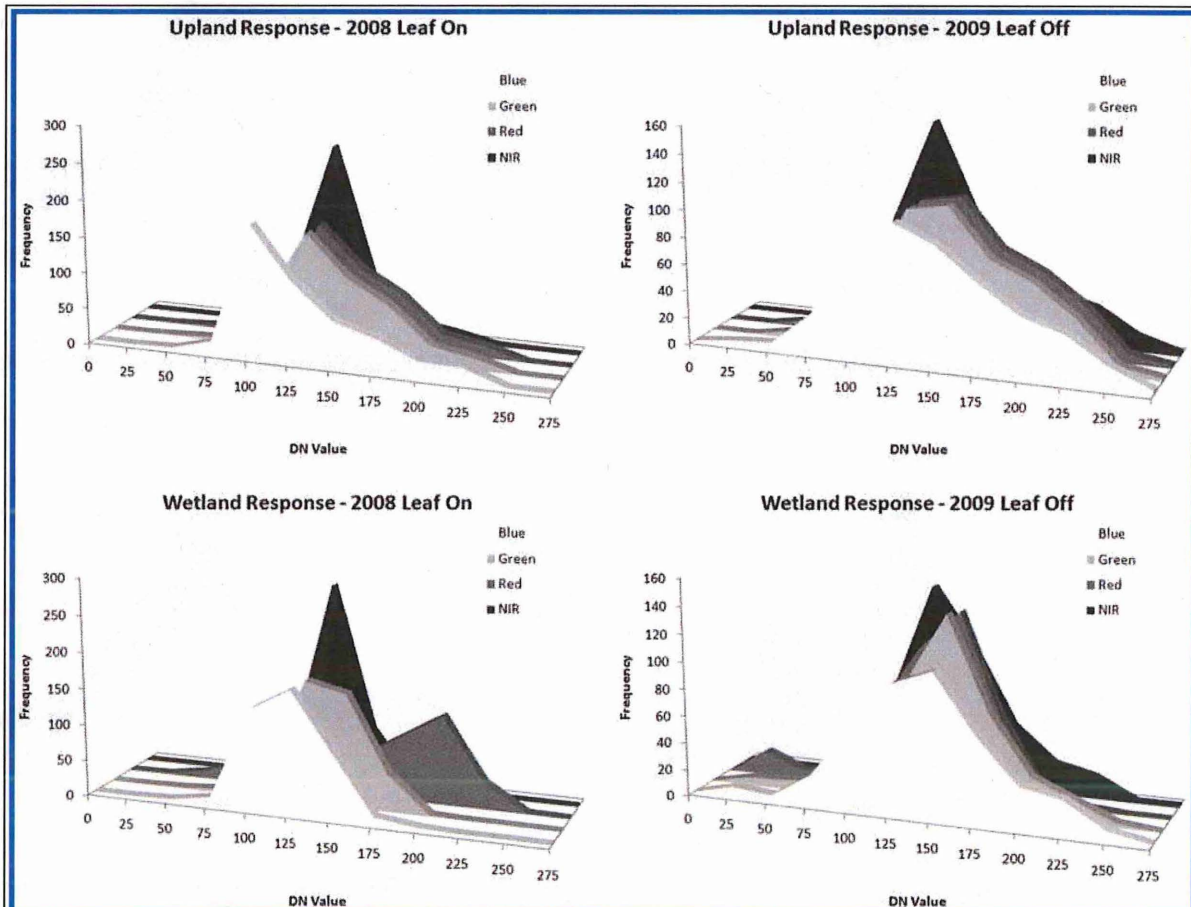 Upland Response - 2008 Leaf On
Blue
Green
Red
NIR
300
250
200
150
100
50
0
Frequency
0 25 50 75 100 125 150 175 200 225 250 275
DN Value
Upland Response - 2009 Leaf Off
Blue
Green
Red
NIR
160
140
120
100
80
60
40
20
0
Frequency
0 25 50 75 100 125 150 175 200 225 250 275
DN Value
Wetland Response - 2008 Leaf On
Blue
Green
Red
NIR
300
250
200
150
100
50
0
Frequency
0 25 50 75 100 125 150 175 200 225 250 275
DN Value
Wetland Response - 2009 Leaf Off
Blue
Green
Red
NIR
160
140
120
100
80
60
40
20
0
Frequency
0 25 50 75 100 125 150 175 200 225 250 275
DN Value